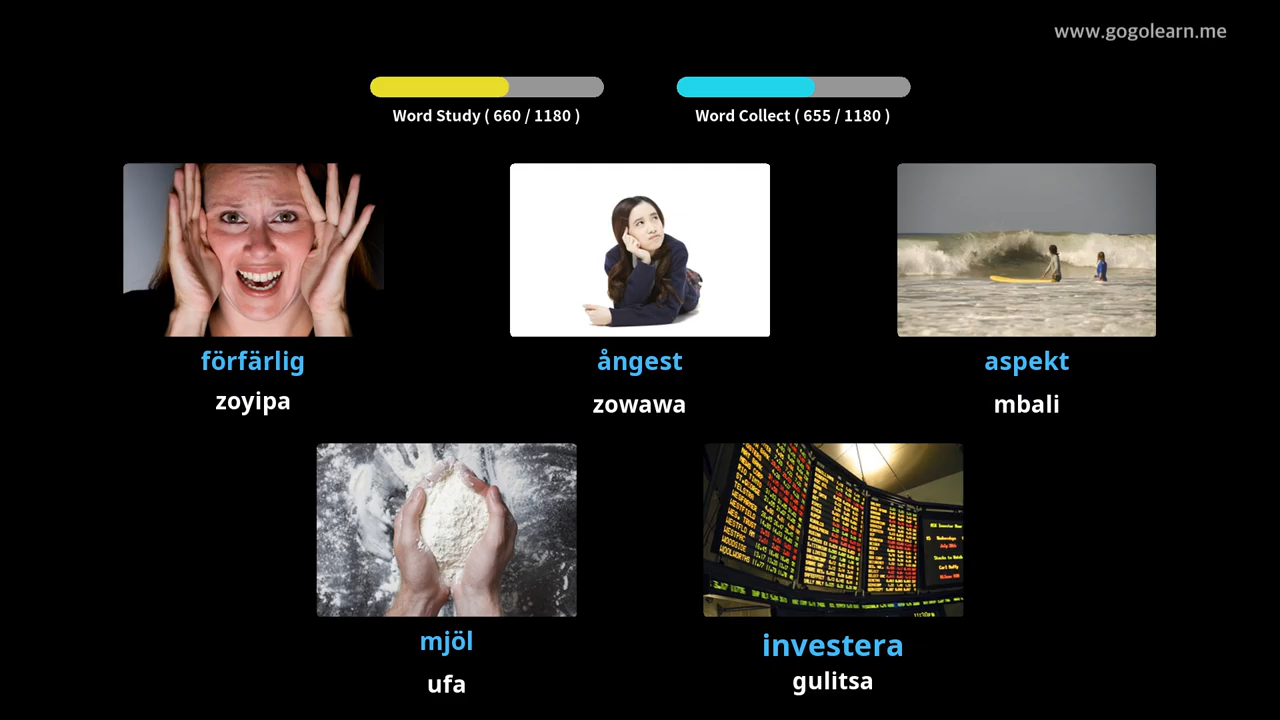 www.gogolearn.me
Word Study ( 660 / 1180 )
Word Collect ( 655 / 1180 )
förfärlig
zoyipa
ångest
zowawa
aspekt
mbali
mjöl
ufa
investera
gulitsa